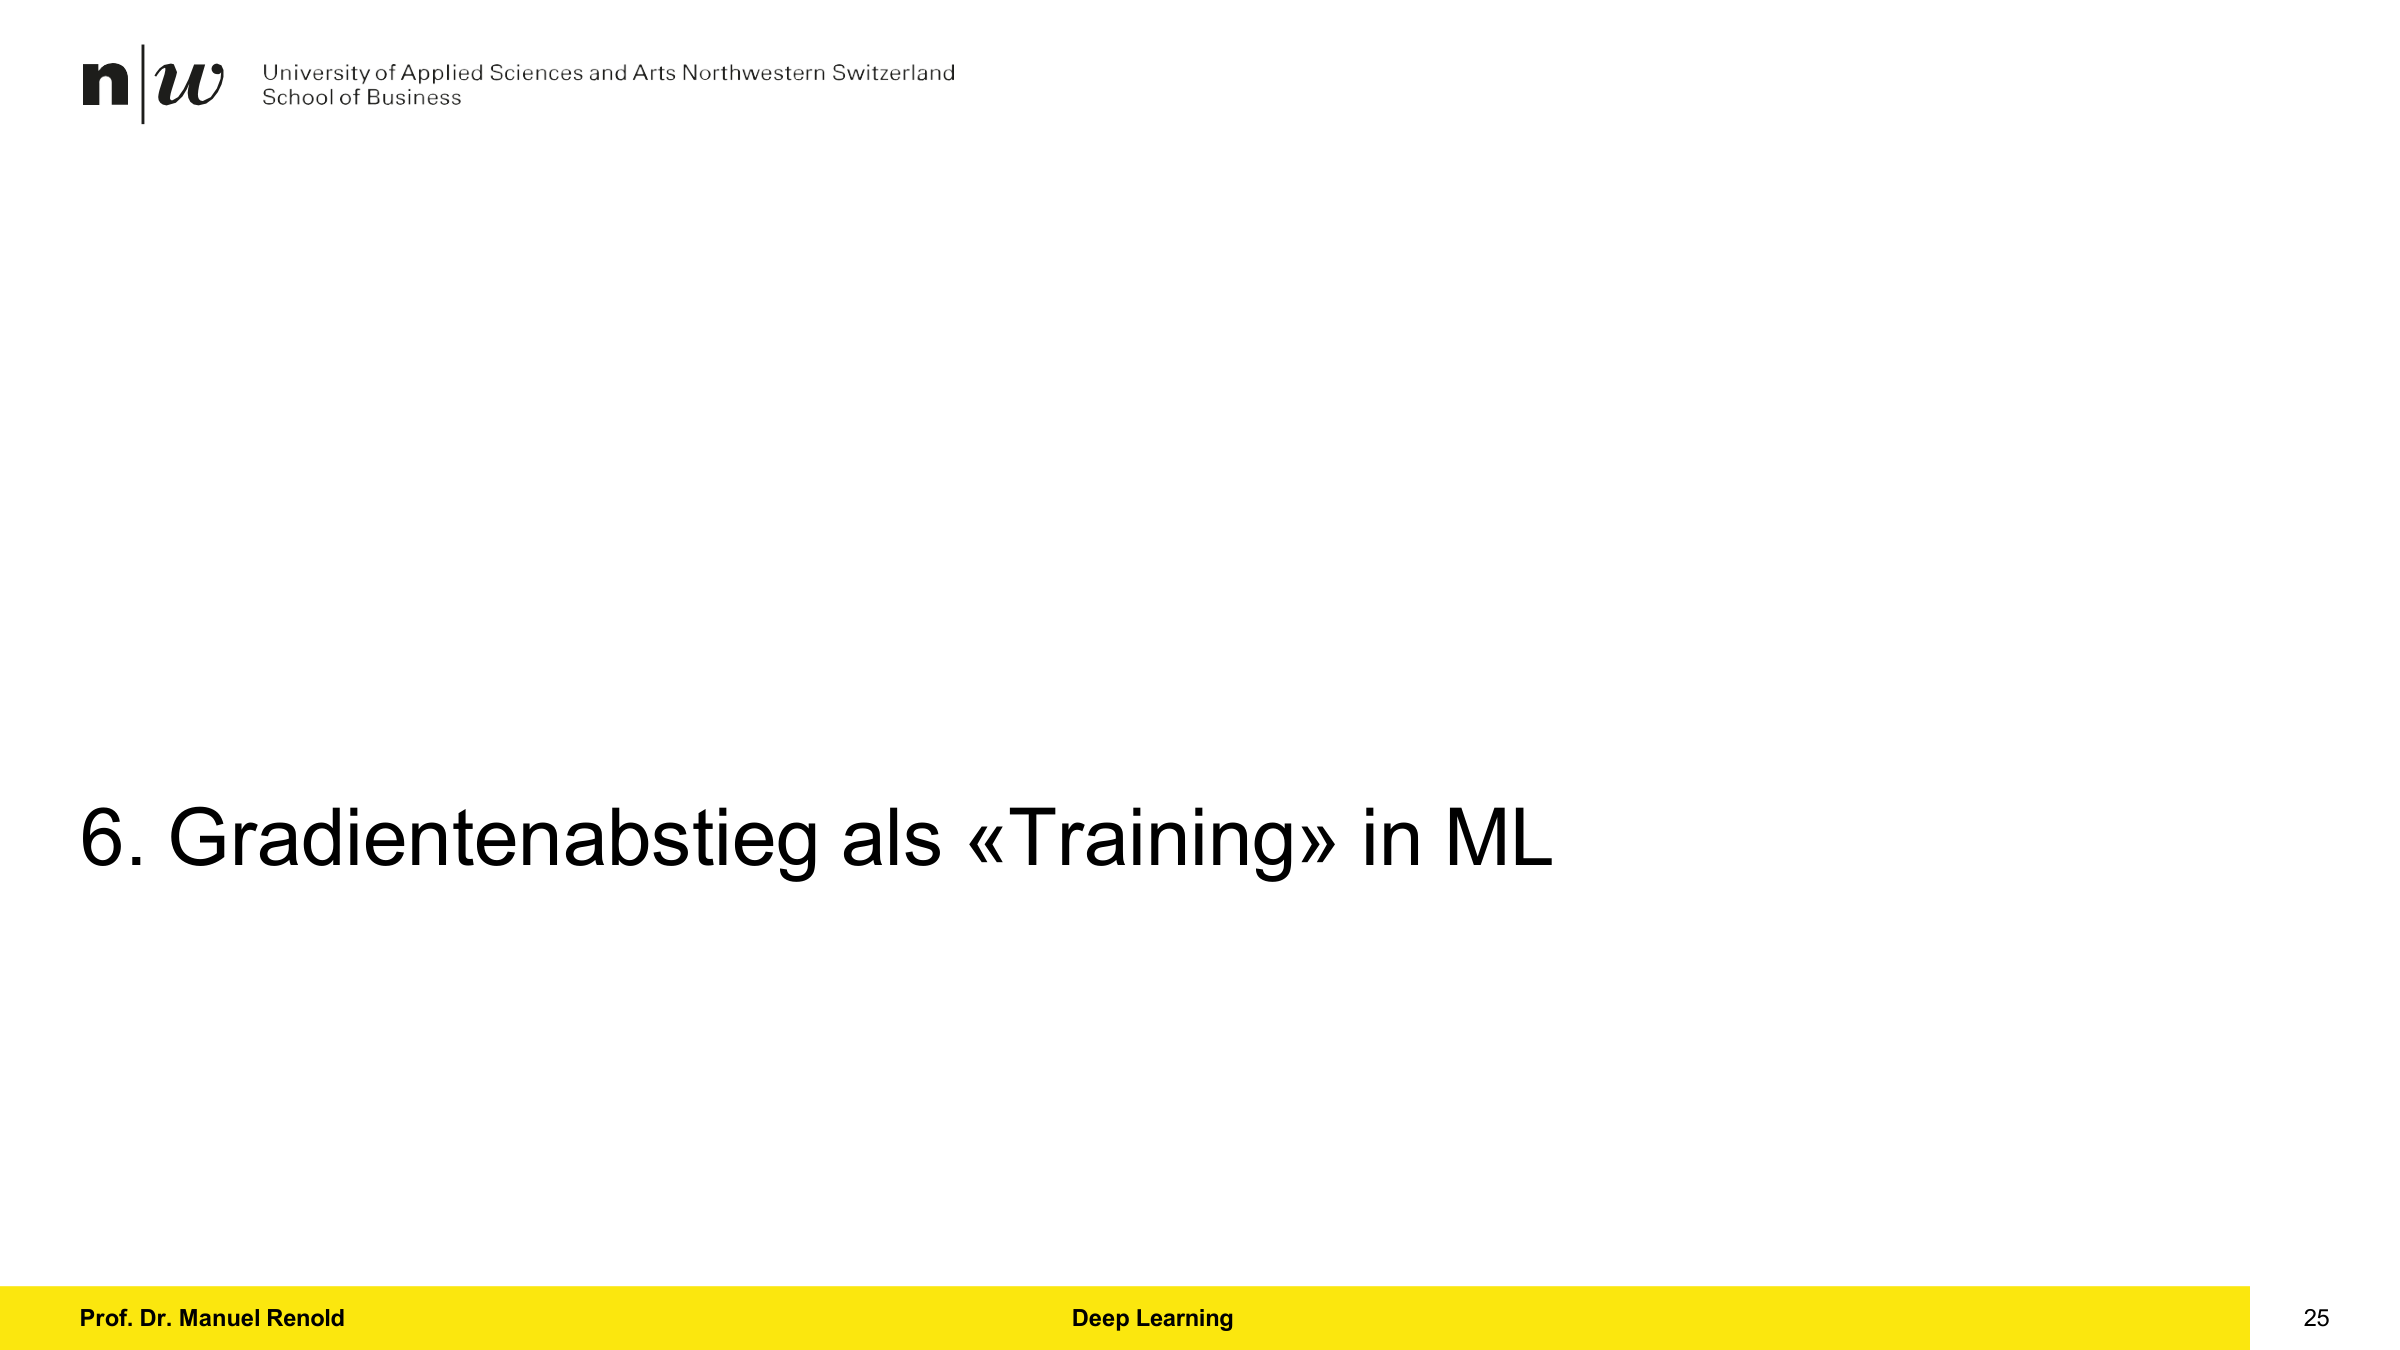 n|w
University of Applied Sciences and Arts Northwestern Switzerland
School of Business
6. Gradientenabstieg als «Training» in ML
Prof. Dr. Manuel Renold
Deep Learning
25